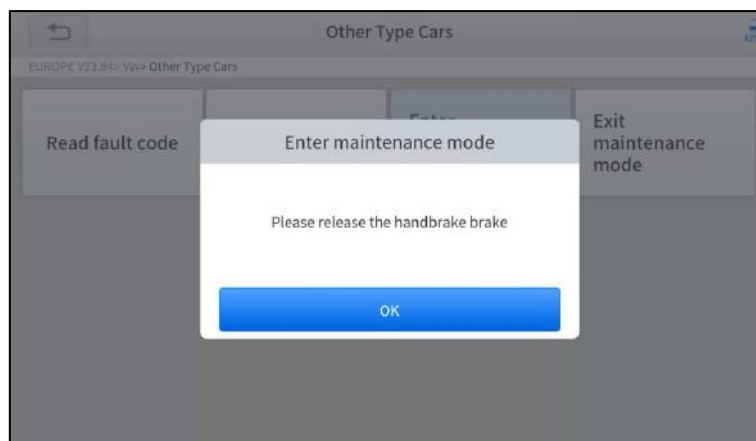 Other Type Cars
EUROPE V23.84> VW> Other Type Cars
Read fault code
Enter
Exit
maintenance
mode
Enter maintenance mode
Please release the handbrake brake
OK